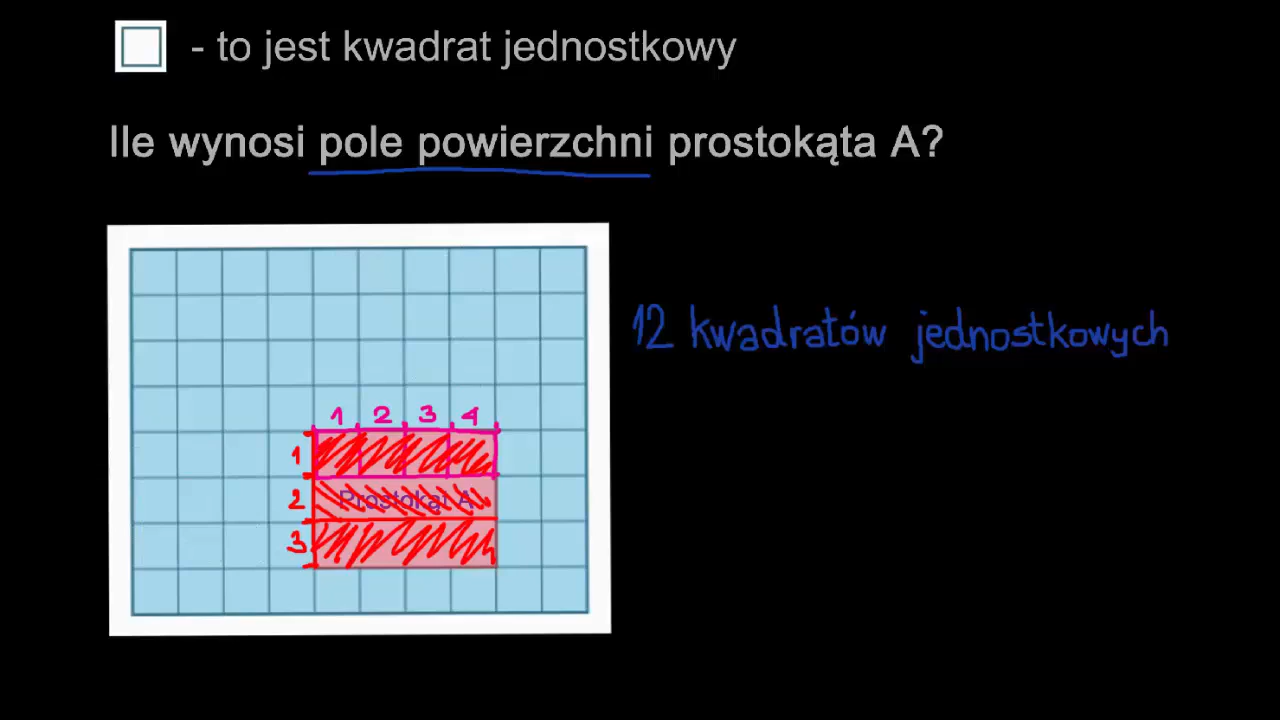 - to jest kwadrat jednostkowy
Ile wynosi pole powierzchni prostokąta A?
12 kwadratów jednostkowych
1 2 3 4
1
2 Prostokąt A
3